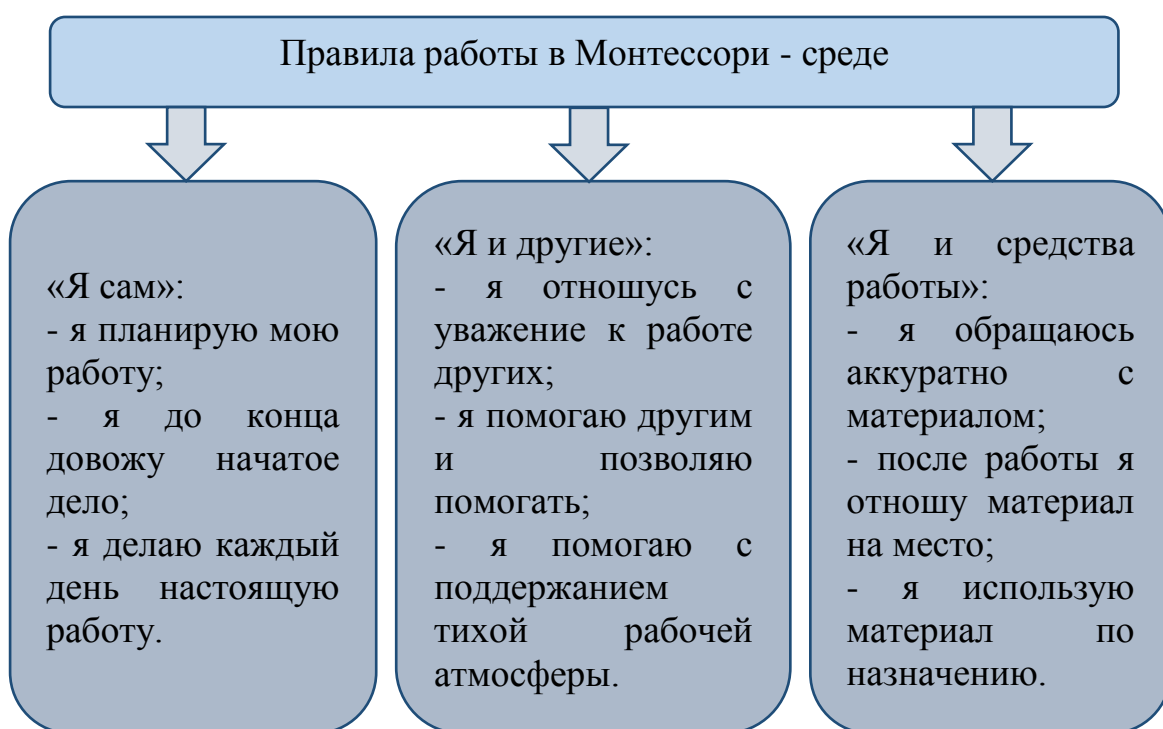 Правила работы в Монтессори - среде
«Я сам»:
- я планирую мою
работу;
- я до конца
довожу начатое
дело;
- я делаю каждый
день настоящую
работу.
«Я и другие»:
- я отношусь с
уважение к работе
других;
- я помогаю другим
и позволяю
помогать;
- я помогаю с
поддержанием
тихой рабочей
атмосферы.
«Я и средства
работы»:
- я обращаюсь
аккуратно с
материалом;
- после работы я
отношу материал
на место;
- я использую
материал по
назначению.